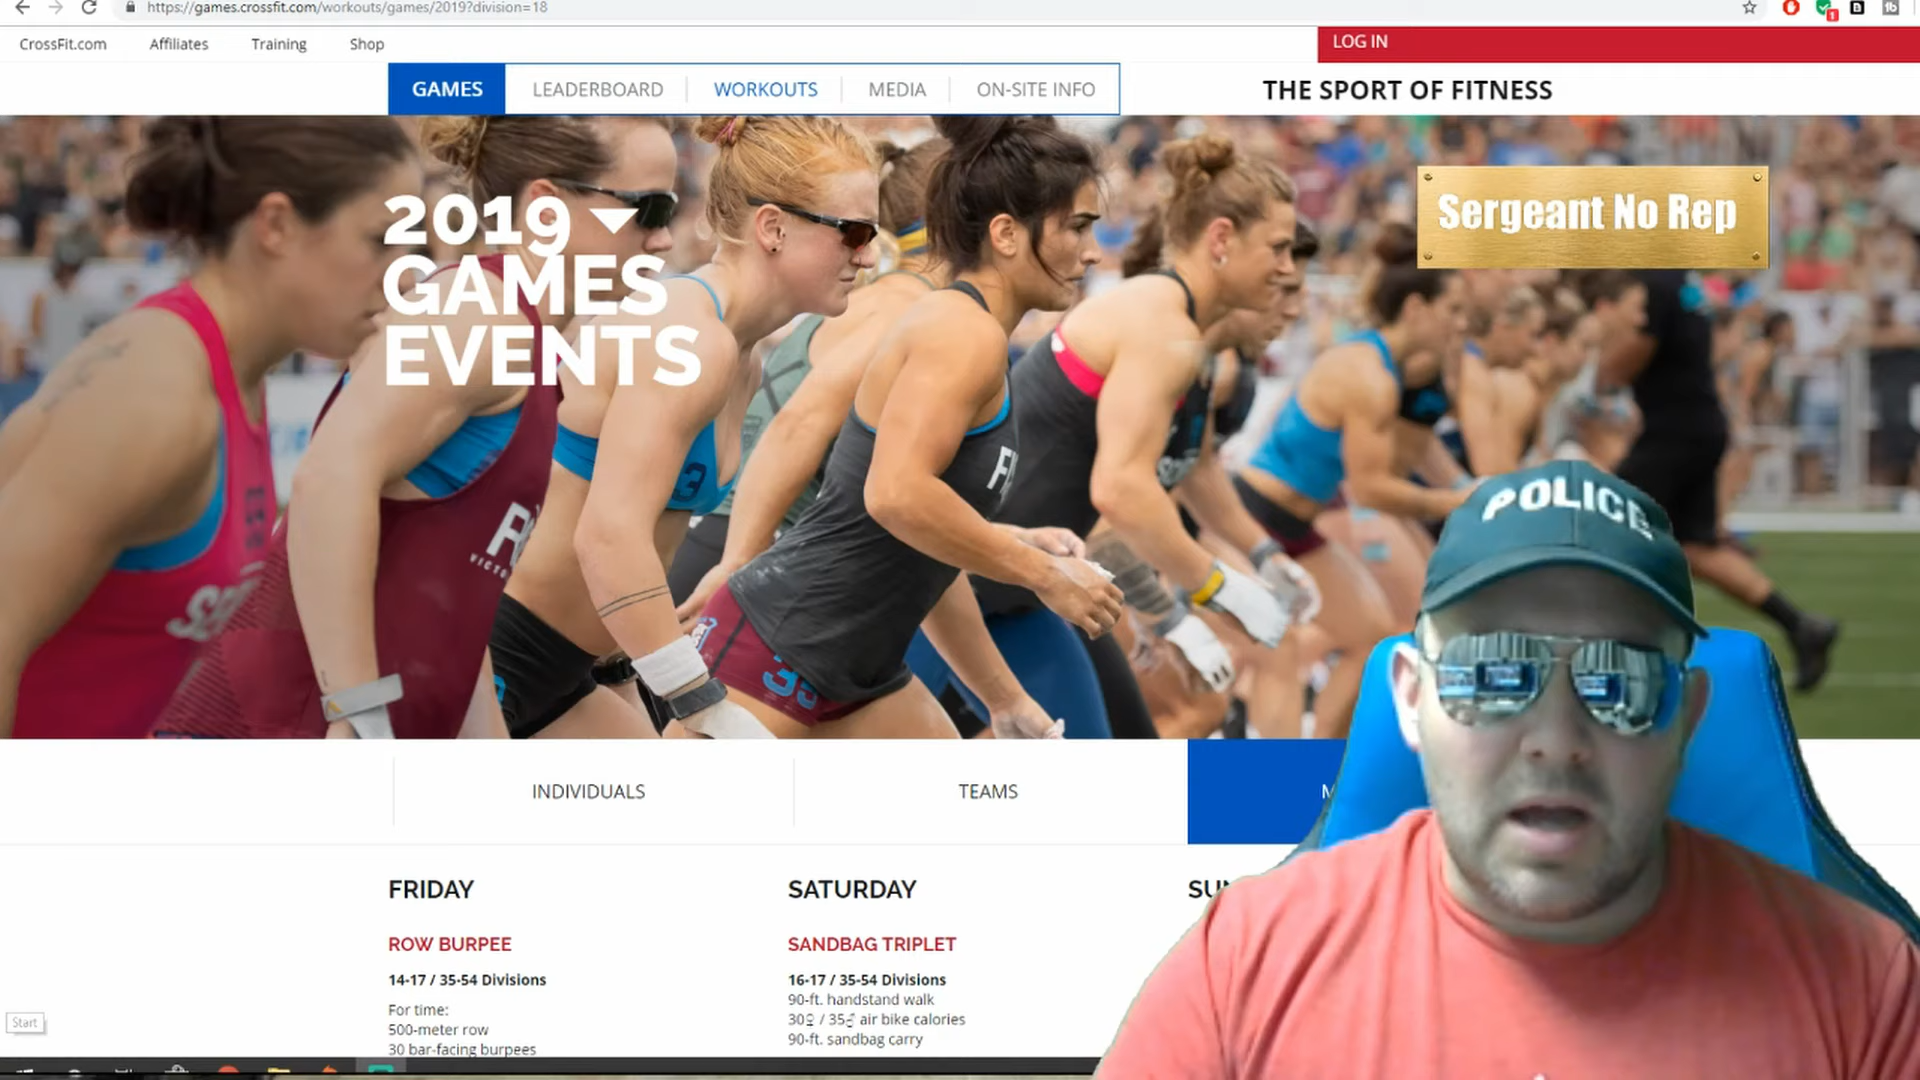 https://games.crossfit.com/workouts/games/2019?division=18
CrossFit.com Affiliates Training Shop
LOG IN
GAMES LEADERBOARD WORKOUTS MEDIA ON-SITE INFO
THE SPORT OF FITNESS
2019
GAMES
EVENTS
Sergeant No Rep
POLICE
INDIVIDUALS TEAMS
FRIDAY
ROW BURPEE
14-17 / 35-54 Divisions
For time:
500-meter row
30 bar-facing burpees
SATURDAY
SANDBAG TRIPLET
16-17 / 35-54 Divisions
90-ft. handstand walk
30♀ / 35♂ air bike calories
90-ft. sandbag carry
Start